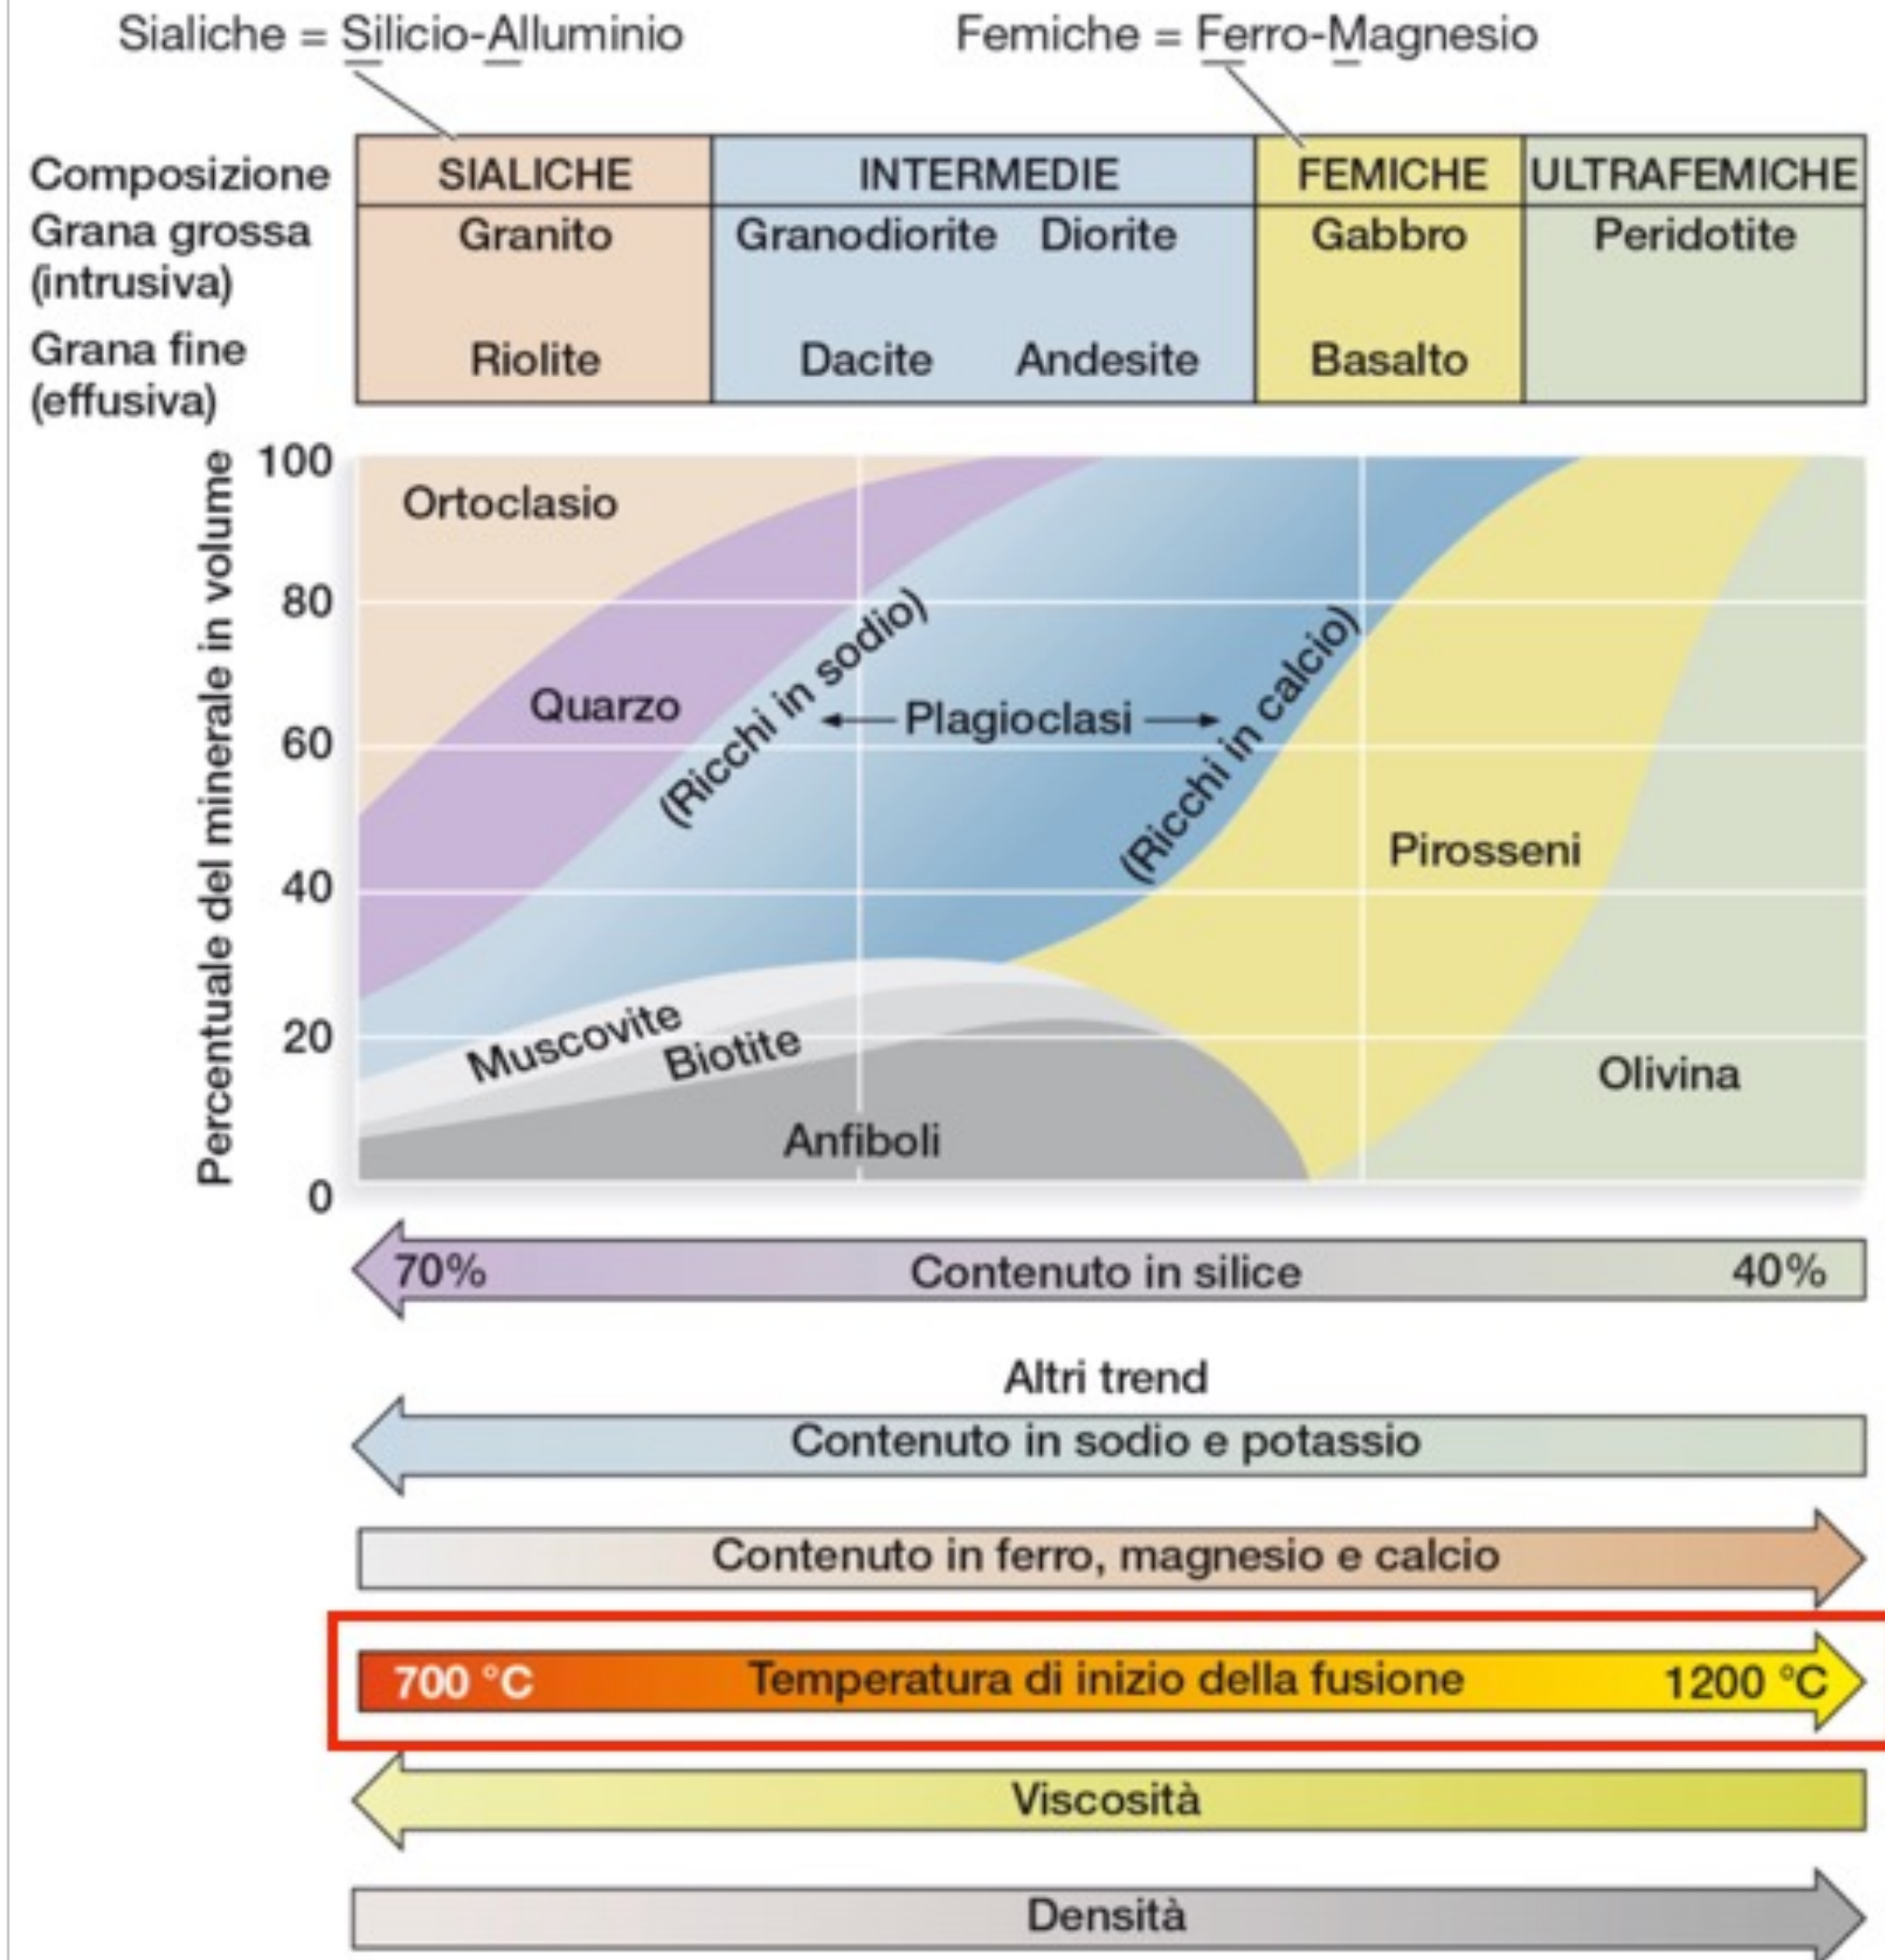 Sialiche = Silicio-Alluminio
Femiche = Ferro-Magnesio
Composizione
SIALICHE
INTERMEDIE
FEMICHE
ULTRAFEMICHE
Grana grossa
(intrusiva)
Granito
Granodiorite
Diorite
Gabbro
Peridotite
Grana fine
(effusiva)
Riolite
Dacite
Andesite
Basalto
Percentuale del minerale in volume
100
80
60
40
20
0
Ortoclasio
Quarzo
(Ricchi in sodio)
Plagioclasi
(Ricchi in calcio)
Pirosseni
Muscovite
Biotite
Anfiboli
Olivina
70%
Contenuto in silice
40%
Altri trend
Contenuto in sodio e potassio
Contenuto in ferro, magnesio e calcio
700 °C
Temperatura di inizio della fusione
1200 °C
Viscosità
Densità